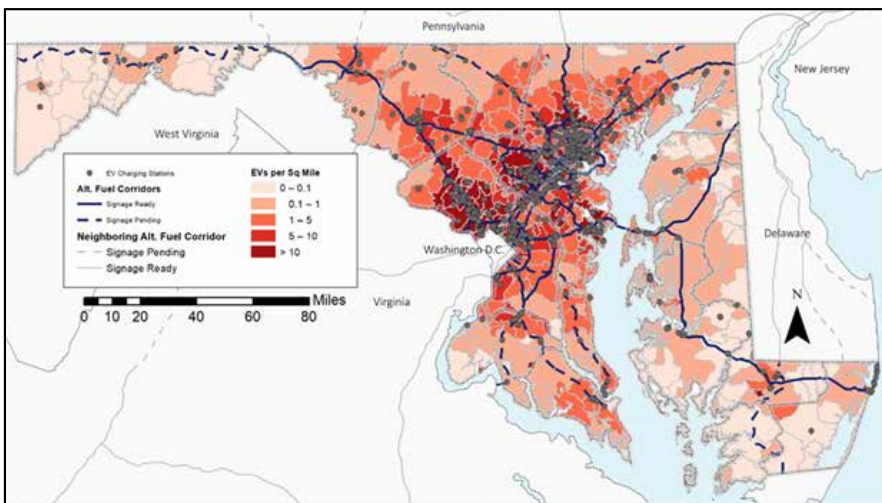 Pennsylvania
New Jersey
West Virginia
EV Charging Stations
Alt. Fuel Corridors
Signage Ready
Signage Pending
Neighboring Alt. Fuel Corridor
Signage Pending
Signage Ready
EVs per Sq Mile
0 – 0.1
0.1 – 1
1 – 5
5 – 10
> 10
Washington D.C.
Delaware
Virginia
Miles
0 10 20 40 60 80
N